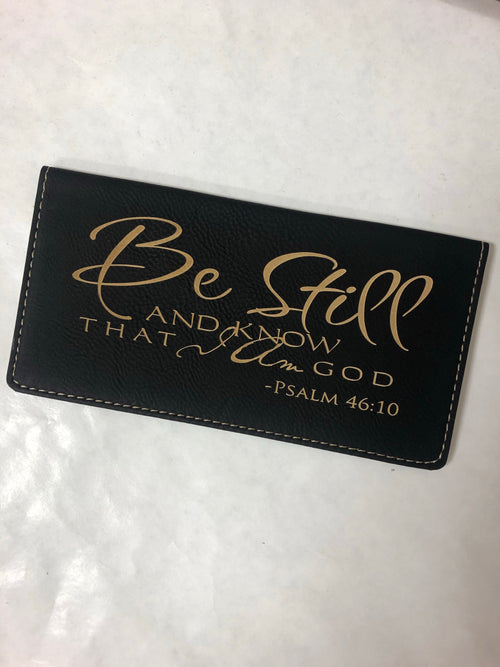 Be Still
AND KNOW
THAT I Am GOD
-PSALM 46:10